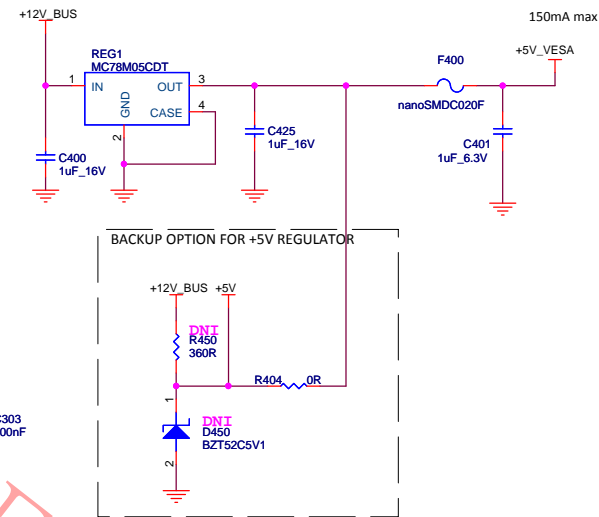 +12V_BUS
150mA max
REG1
MC78M05CDT
F400
+5V_VESA
1
IN
OUT
3
GND
CASE
4
2
nanoSMDC020F
C400
1uF_16V
C425
1uF_16V
C401
1uF_6.3V
BACKUP OPTION FOR +5V REGULATOR
+12V_BUS +5V
DNI
R450
360R
R404 0R
1
DNI
D450
BZT52C5V1
2
303
00nF